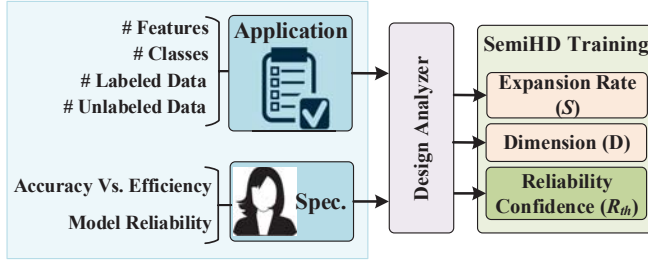 # Features
# Classes
# Labeled Data
# Unlabeled Data
Application
Accuracy Vs. Efficiency
Model Reliability
Spec.
Design Analyzer
SemiHD Training
Expansion Rate
(S)
Dimension (D)
Reliability
Confidence (Rth)